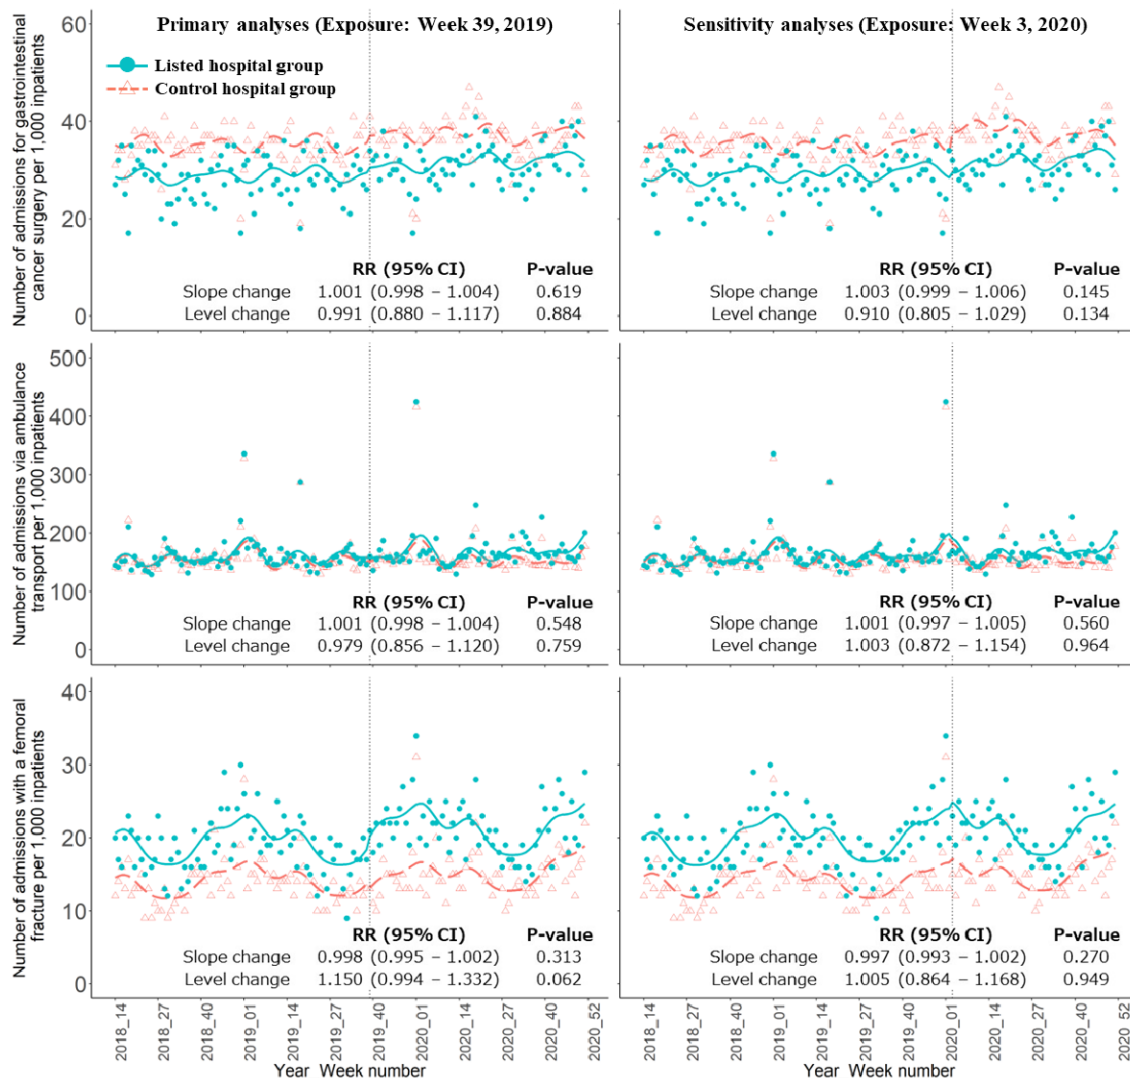 Primary analyses (Exposure: Week 39, 2019)
Listed hospital group
Control hospital group
Number of admissions for gastrointestinal
cancer surgery per 1,000 inpatients
60
40
20
0
RR (95% CI) P-value
Slope change 1.001 (0.998 – 1.004) 0.619
Level change 0.991 (0.880 – 1.117) 0.884
Sensitivity analyses (Exposure: Week 3, 2020)
RR (95% CI) P-value
Slope change 1.003 (0.999 – 1.006) 0.145
Level change 0.910 (0.805 – 1.029) 0.134
Number of admissions via ambulance
transport per 1,000 inpatients
500
400
300
200
100
0
RR (95% CI) P-value
Slope change 1.001 (0.998 – 1.004) 0.548
Level change 0.979 (0.856 – 1.120) 0.759
RR (95% CI) P-value
Slope change 1.001 (0.997 – 1.005) 0.560
Level change 1.003 (0.872 – 1.154) 0.964
Number of admissions with a femoral
fracture per 1,000 inpatients
40
30
20
10
0
RR (95% CI) P-value
Slope change 0.998 (0.995 – 1.002) 0.313
Level change 1.150 (0.994 – 1.332) 0.062
RR (95% CI) P-value
Slope change 0.997 (0.993 – 1.002) 0.270
Level change 1.005 (0.864 – 1.168) 0.949
2018_14
2018_27
2018_40
2019_01
2019_14
2019_27
2019_40
2020_01
2020_14
2020_27
2020_40
2020_52
Year Week number
2018_14
2018_27
2018_40
2019_01
2019_14
2019_27
2019_40
2020_01
2020_14
2020_27
2020_40
2020_52
Year Week number